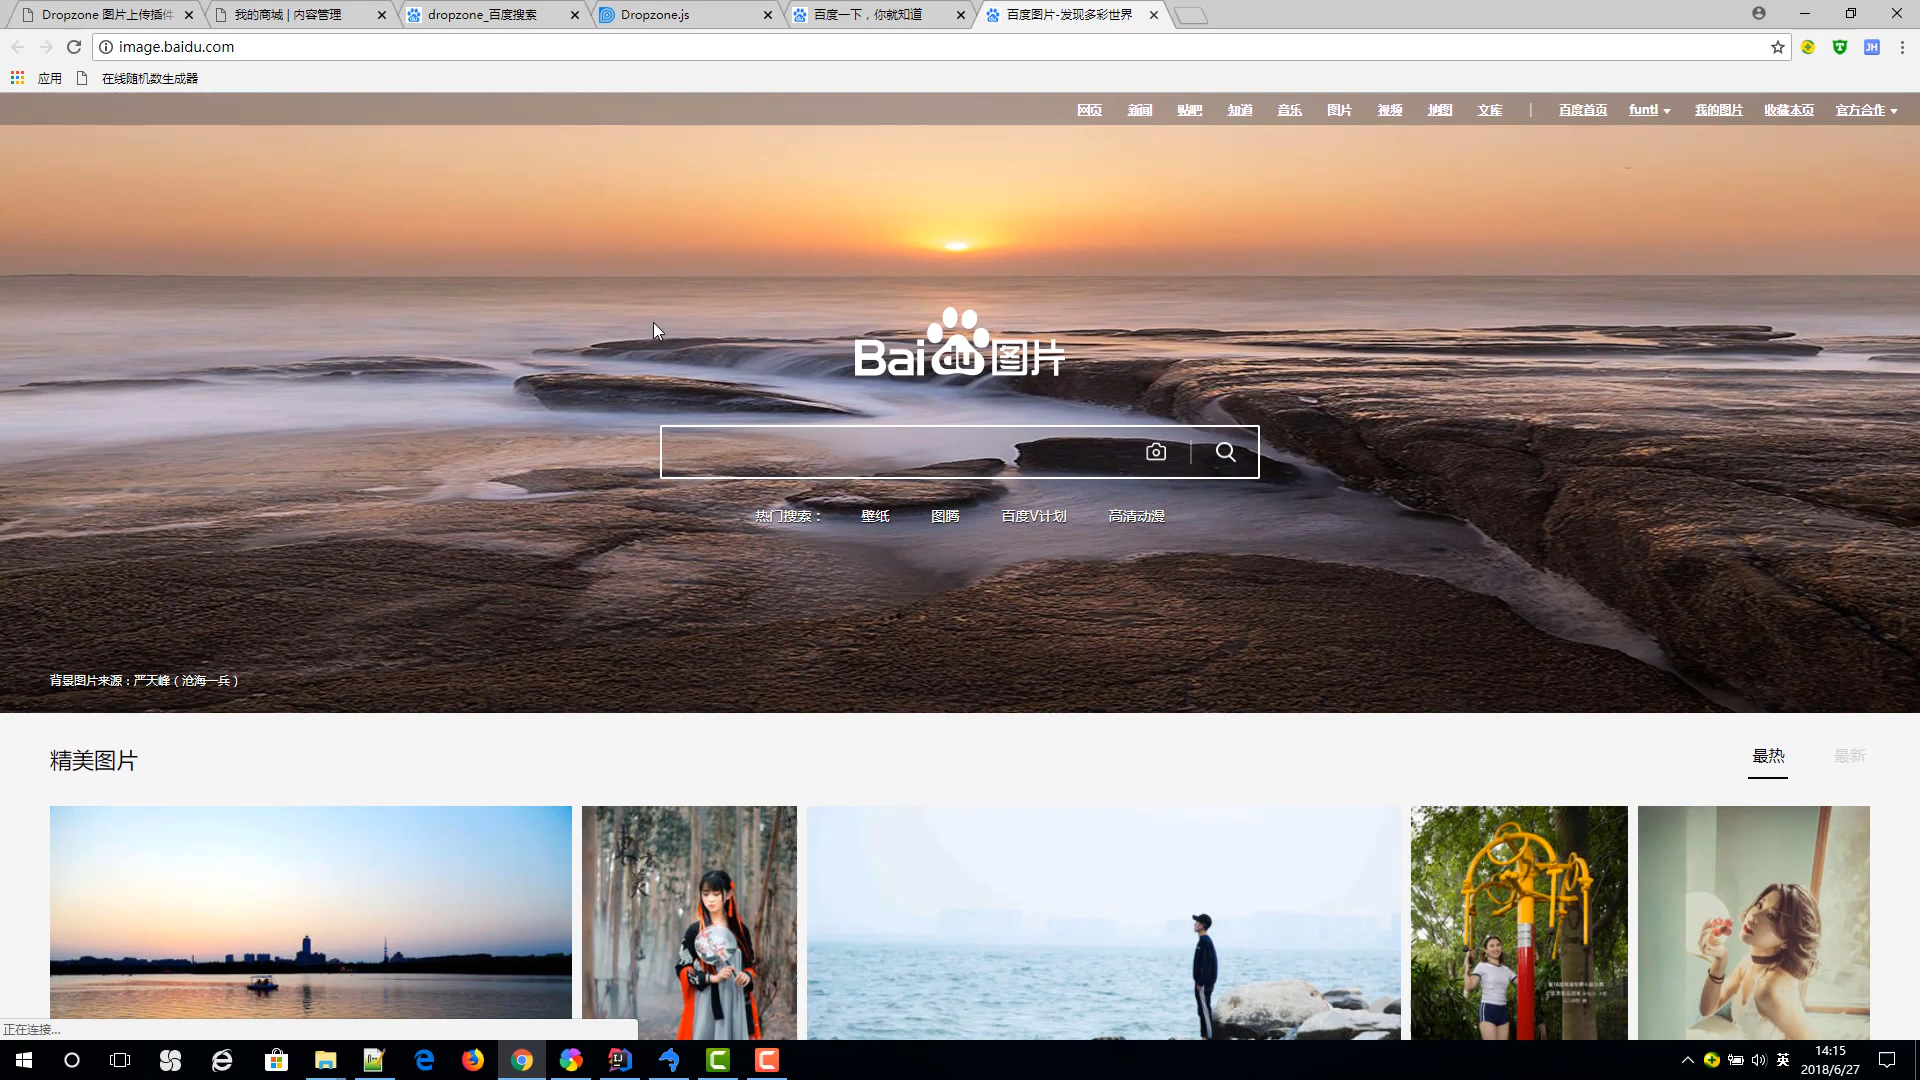 Dropzone 图片上传插件
我的商城 | 内容管理
dropzone_百度搜索
Dropzone.js
百度一下，你就知道
百度图片-发现多彩世界
image.baidu.com
应用
在线随机数生成器
网页 新闻 贴吧 知道 音乐 图片 视频 地图 文库 | 百度首页 funtl 我的图片 收藏本页 官方合作
Baidu图片
热门搜索： 壁纸 图腾 百度V计划 高清动漫
背景图片来源：严天峰（沧海一兵）
精美图片
最热 最新
正在连接...
英
14:15
2018/6/27